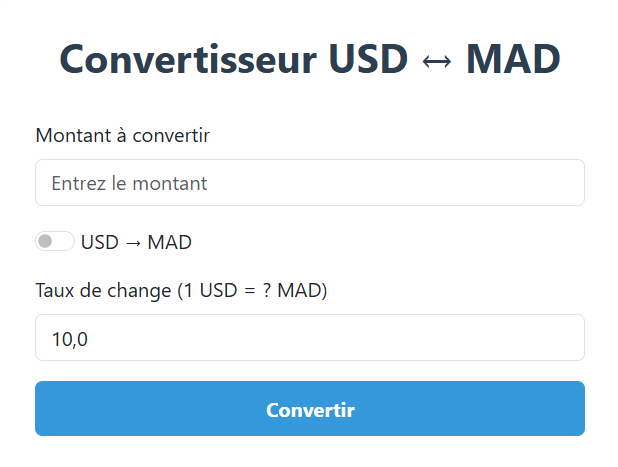 Convertisseur USD ↔ MAD
Montant à convertir
Entrez le montant
USD → MAD
Taux de change (1 USD = ? MAD)
10,0
Convertir